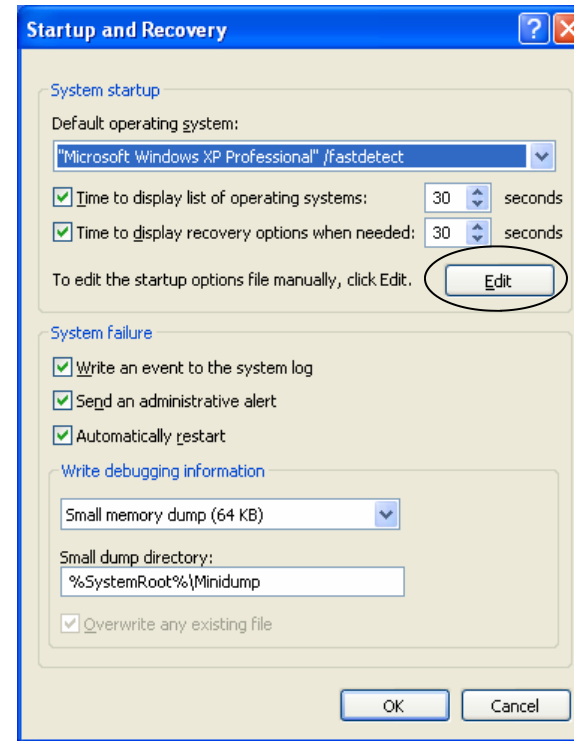 Startup and Recovery
System startup
Default operating system:
"Microsoft Windows XP Professional" /fastdetect
Time to display list of operating systems: 30 seconds
Time to display recovery options when needed: 30 seconds
To edit the startup options file manually, click Edit. Edit
System failure
Write an event to the system log
Send an administrative alert
Automatically restart
Write debugging information
Small memory dump (64 KB)
Small dump directory:
%SystemRoot%\Minidump
Overwrite any existing file
OK Cancel